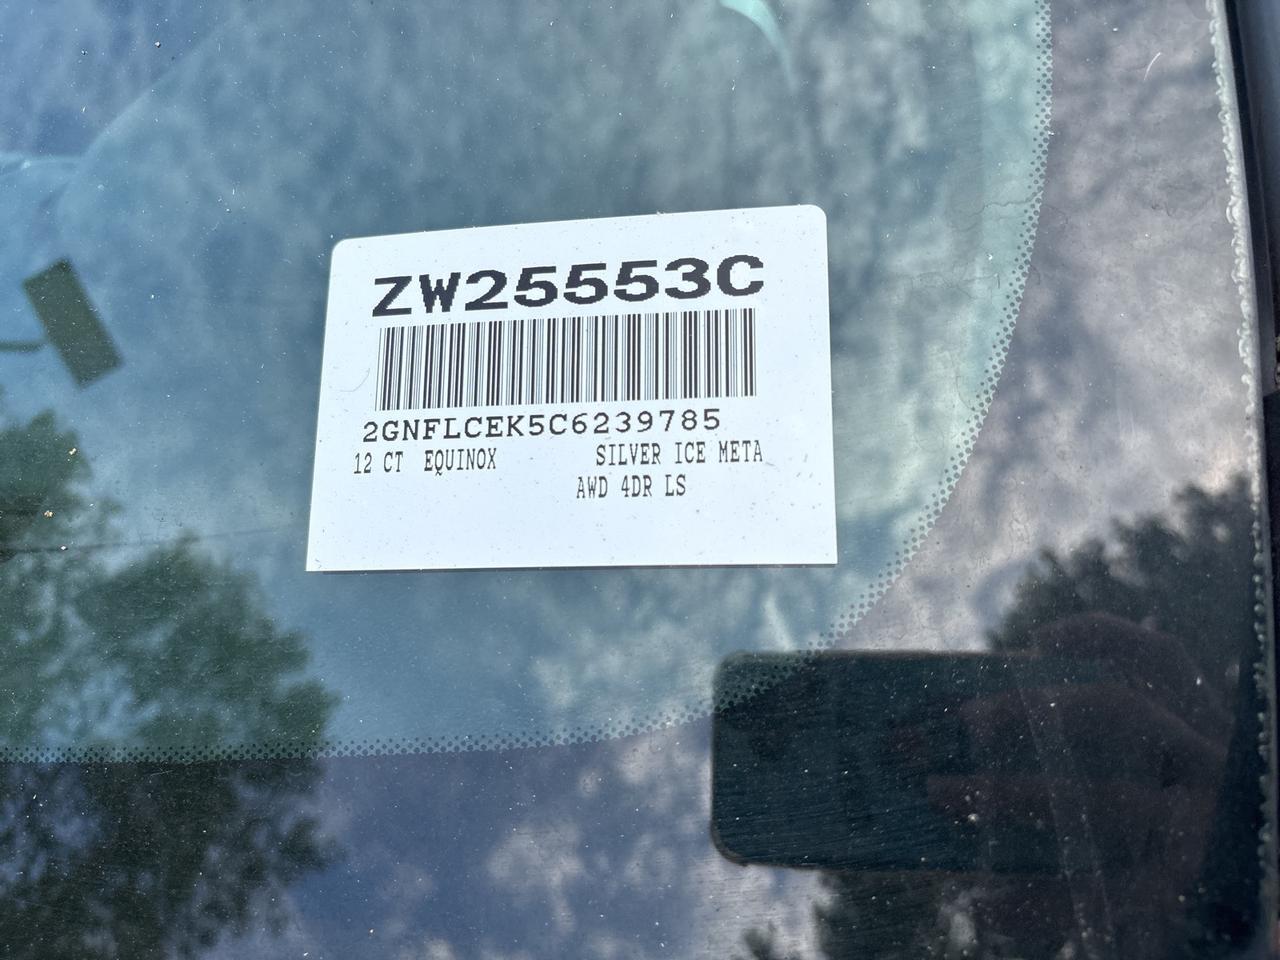 ZW25553C
2GNFLCEK5C6239785
12 CT EQUINOX SILVER ICE META
AWD 4DR LS